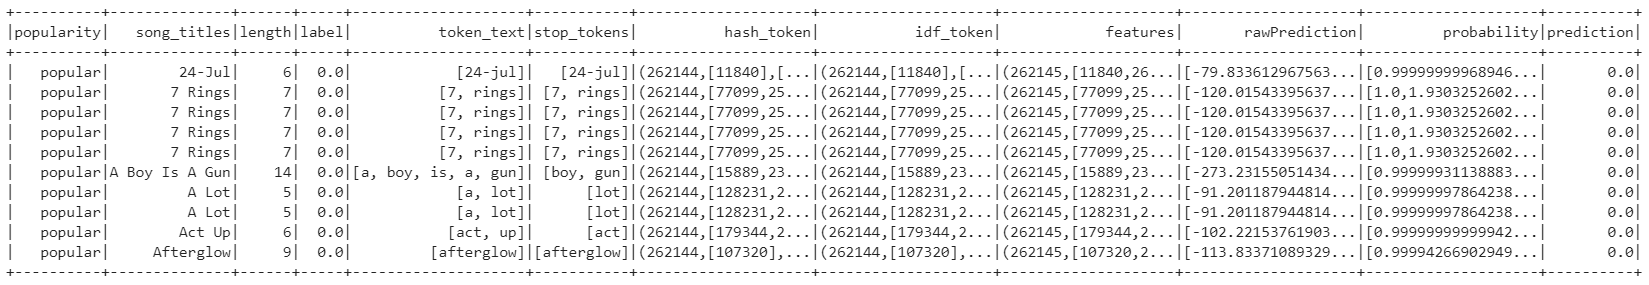 +----------+-------------+------+-----+--------------------+------------+--------------------+--------------------+--------------------+--------------------+--------------------+----------+
|popularity|  song_titles|length|label|          token_text| stop_tokens|          hash_token|           idf_token|            features|       rawPrediction|         probability|prediction|
+----------+-------------+------+-----+--------------------+------------+--------------------+--------------------+--------------------+--------------------+--------------------+----------+
|   popular|       24-Jul|     6|  0.0|            [24-jul]|    [24-jul]|(262144,[11840],[...|(262144,[11840],[...|(262145,[11840,26...|[-79.833612967563...|[0.99999999968946...|       0.0|
|   popular|      7 Rings|     7|  0.0|          [7, rings]|  [7, rings]|(262144,[77099,25...|(262144,[77099,25...|(262145,[77099,25...|[-120.01543395637...|[1.0,1.9303252602...|       0.0|
|   popular|      7 Rings|     7|  0.0|          [7, rings]|  [7, rings]|(262144,[77099,25...|(262144,[77099,25...|(262145,[77099,25...|[-120.01543395637...|[1.0,1.9303252602...|       0.0|
|   popular|      7 Rings|     7|  0.0|          [7, rings]|  [7, rings]|(262144,[77099,25...|(262144,[77099,25...|(262145,[77099,25...|[-120.01543395637...|[1.0,1.9303252602...|       0.0|
|   popular|      7 Rings|     7|  0.0|          [7, rings]|  [7, rings]|(262144,[77099,25...|(262144,[77099,25...|(262145,[77099,25...|[-120.01543395637...|[1.0,1.9303252602...|       0.0|
|   popular|A Boy Is A Gun|    14|  0.0|[a, boy, is, a, gun]|  [boy, gun]|(262144,[15889,23...|(262144,[15889,23...|(262145,[15889,23...|[-273.23155051434...|[0.99999931138883...|       0.0|
|   popular|        A Lot|     5|  0.0|            [a, lot]|       [lot]|(262144,[128231,2...|(262144,[128231,2...|(262145,[128231,2...|[-91.201187944814...|[0.99999997864238...|       0.0|
|   popular|        A Lot|     5|  0.0|            [a, lot]|       [lot]|(262144,[128231,2...|(262144,[128231,2...|(262145,[128231,2...|[-91.201187944814...|[0.99999997864238...|       0.0|
|   popular|       Act Up|     6|  0.0|           [act, up]|       [act]|(262144,[179344,2...|(262144,[179344,2...|(262145,[179344,2...|[-102.22153761903...|[0.99999999999942...|       0.0|
|   popular|    Afterglow|     9|  0.0|         [afterglow]| [afterglow]|(262144,[107320],...|(262144,[107320],...|(262145,[107320,2...|[-113.83371089329...|[0.99994266902949...|       0.0|
+----------+-------------+------+-----+--------------------+------------+--------------------+--------------------+--------------------+--------------------+--------------------+----------+